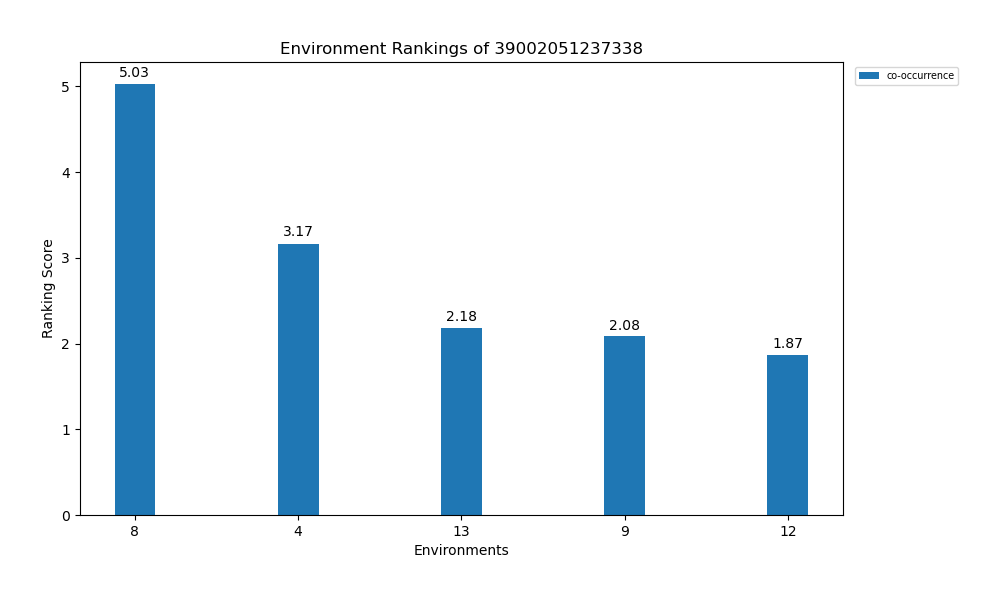 Environment Rankings of 39002051237338
co-occurrence
Ranking Score
5
4
3
2
1
0
5.03
3.17
2.18
2.08
1.87
8 4 13 9 12
Environments